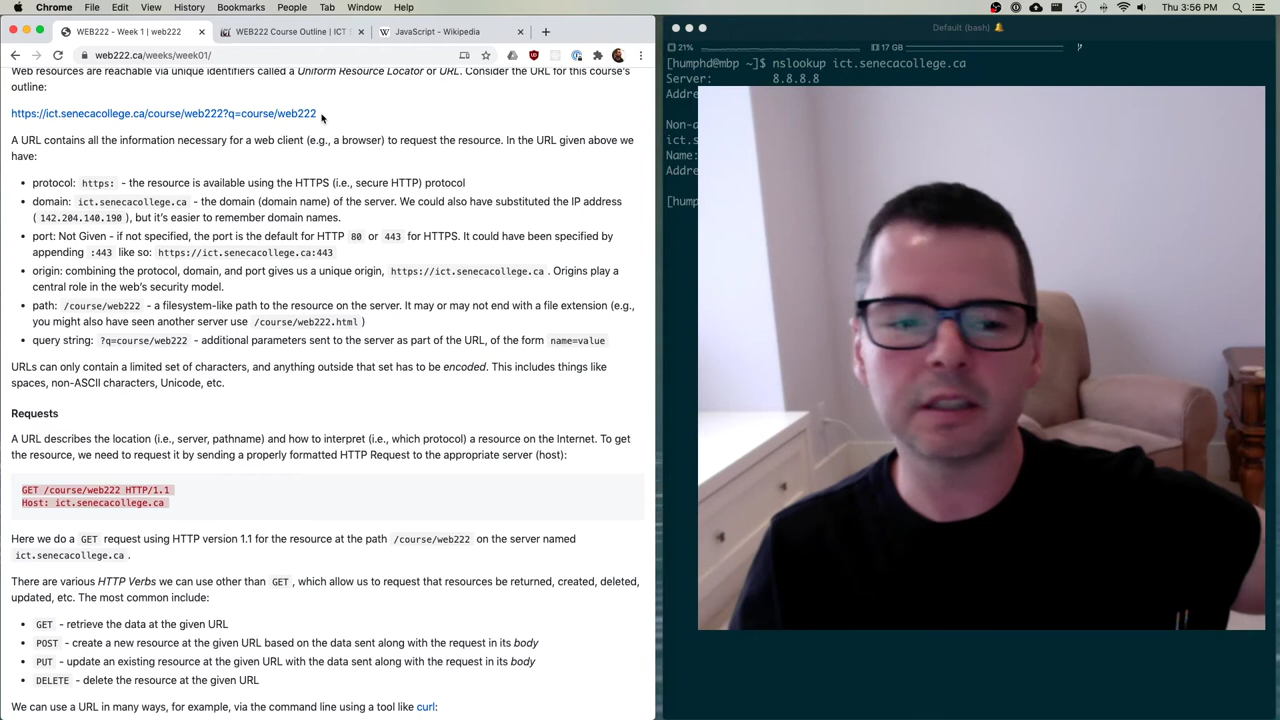 Chrome File Edit View History Bookmarks People Tab Window Help
Thu 3:56 PM
WEB222 - Week 1 | web222
WEB222 Course Outline | ICT
JavaScript - Wikipedia
web222.ca/weeks/week01/
Web resources are reachable via unique identifiers called a Uniform Resource Locator or URL. Consider the URL for this course's
outline:
https://ict.senecacollege.ca/course/web222?q=course/web222
A URL contains all the information necessary for a web client (e.g., a browser) to request the resource. In the URL given above we
have:
protocol: https: - the resource is available using the HTTPS (i.e., secure HTTP) protocol
domain: ict.senecacollege.ca - the domain (domain name) of the server. We could also have substituted the IP address
( 142.204.140.190 ), but it's easier to remember domain names.
port: Not Given - if not specified, the port is the default for HTTP 80 or 443 for HTTPS. It could have been specified by
appending :443 like so: https://ict.senecacollege.ca:443
origin: combining the protocol, domain, and port gives us a unique origin, https://ict.senecacollege.ca . Origins play a
central role in the web's security model.
path: /course/web222 - a filesystem-like path to the resource on the server. It may or may not end with a file extension (e.g.,
you might also have seen another server use /course/web222.html )
query string: ?q=course/web222 - additional parameters sent to the server as part of the URL, of the form name=value
URLs can only contain a limited set of characters, and anything outside that set has to be encoded. This includes things like
spaces, non-ASCII characters, Unicode, etc.
Requests
A URL describes the location (i.e., server, pathname) and how to interpret (i.e., which protocol) a resource on the Internet. To get
the resource, we need to request it by sending a properly formatted HTTP Request to the appropriate server (host):
GET /course/web222 HTTP/1.1
Host: ict.senecacollege.ca
Here we do a GET request using HTTP version 1.1 for the resource at the path /course/web222 on the server named
ict.senecacollege.ca .
There are various HTTP Verbs we can use other than GET , which allow us to request that resources be returned, created, deleted,
updated, etc. The most common include:
GET - retrieve the data at the given URL
POST - create a new resource at the given URL based on the data sent along with the request in its body
PUT - update an existing resource at the given URL with the data sent along with the request in its body
DELETE - delete the resource at the given URL
We can use a URL in many ways, for example, via the command line using a tool like curl:
Default (bash)
21% 17 GB
[humphd@mbp ~]$ nslookup ict.senecacollege.ca
Server: 8.8.8.8
Addre
Non-a
ict.s
Name:
Addre
[hump